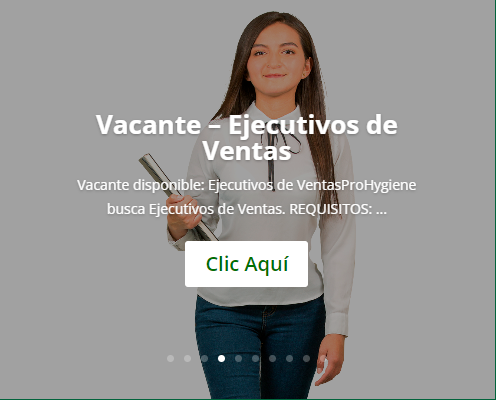 Vacante – Ejecutivos de
Ventas
Vacante disponible: Ejecutivos de VentasProHygiene
busca Ejecutivos de Ventas. REQUISITOS: ...
Clic Aquí